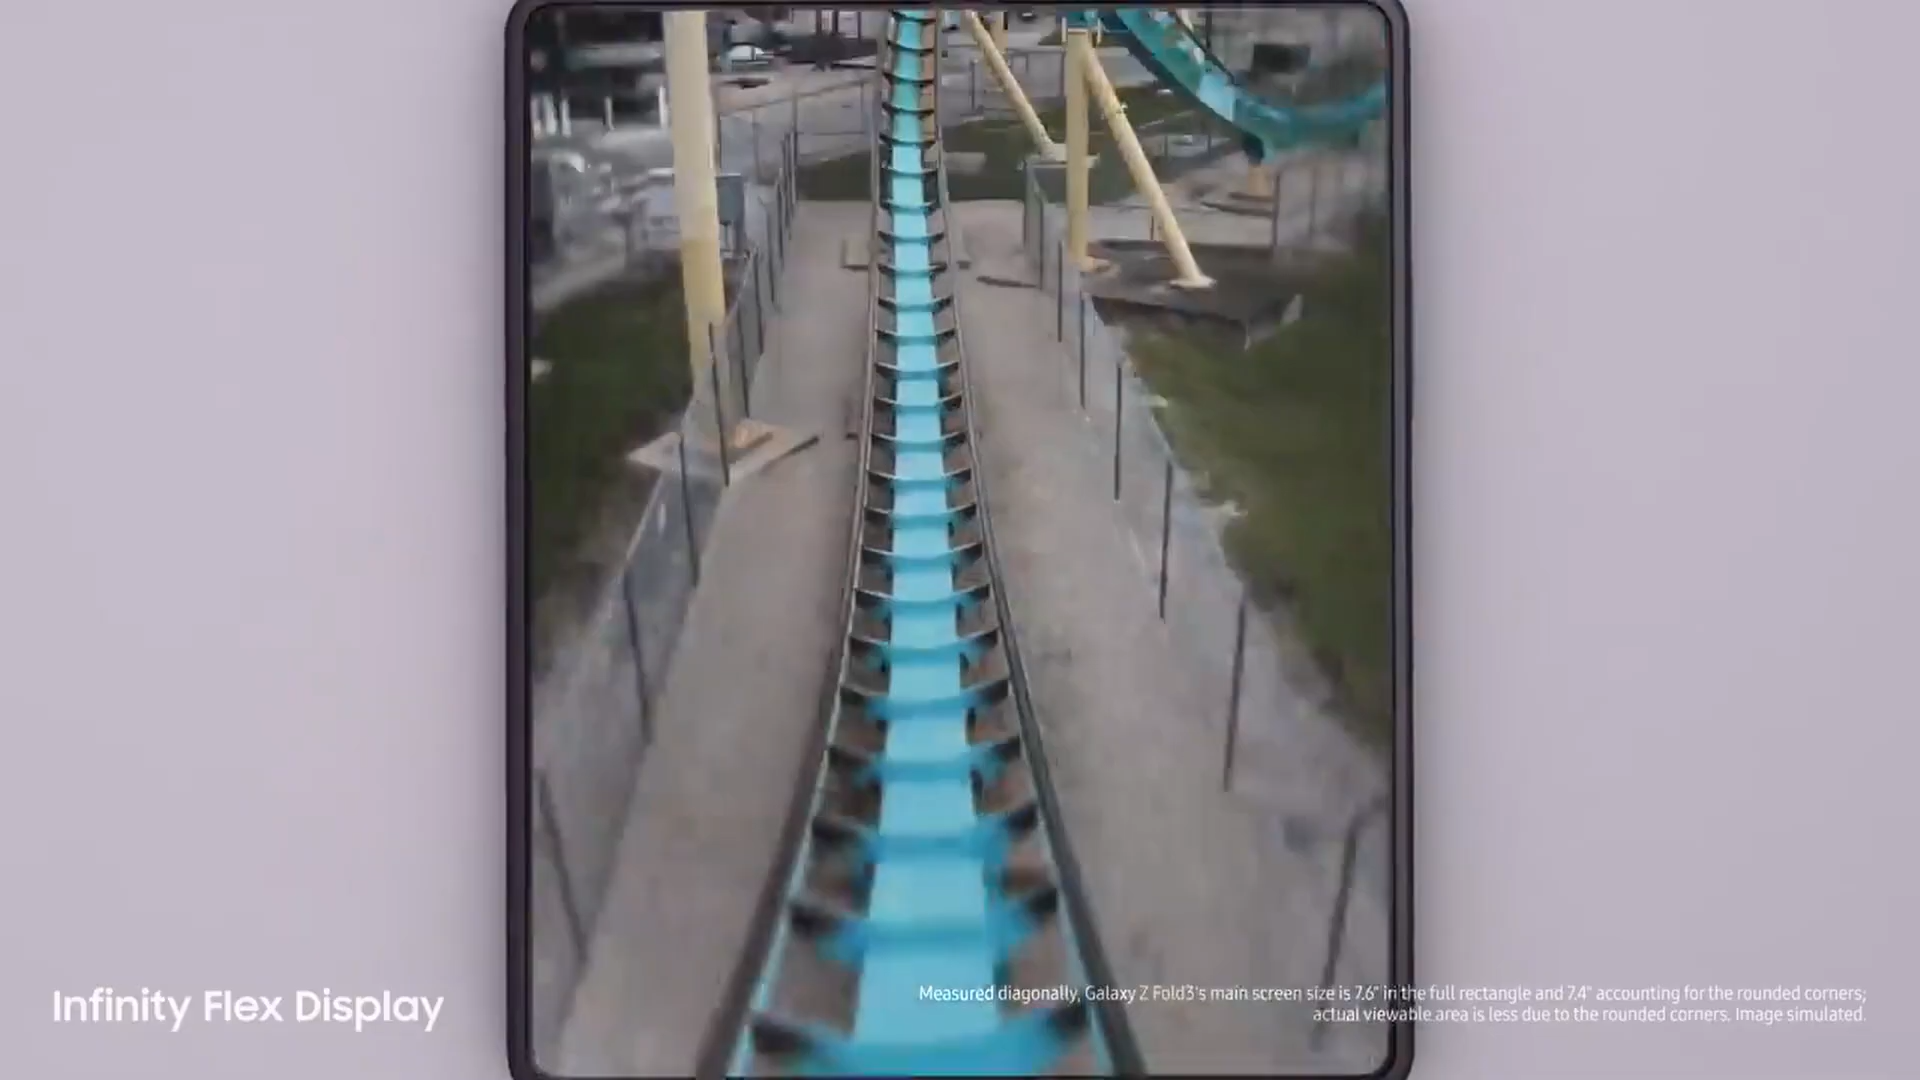 Infinity Flex Display
Measured diagonally, Galaxy Z Fold3's main screen size is 7.6" in the full rectangle and 7.4" accounting for the rounded corners;
actual viewable area is less due to the rounded corners. Image simulated.